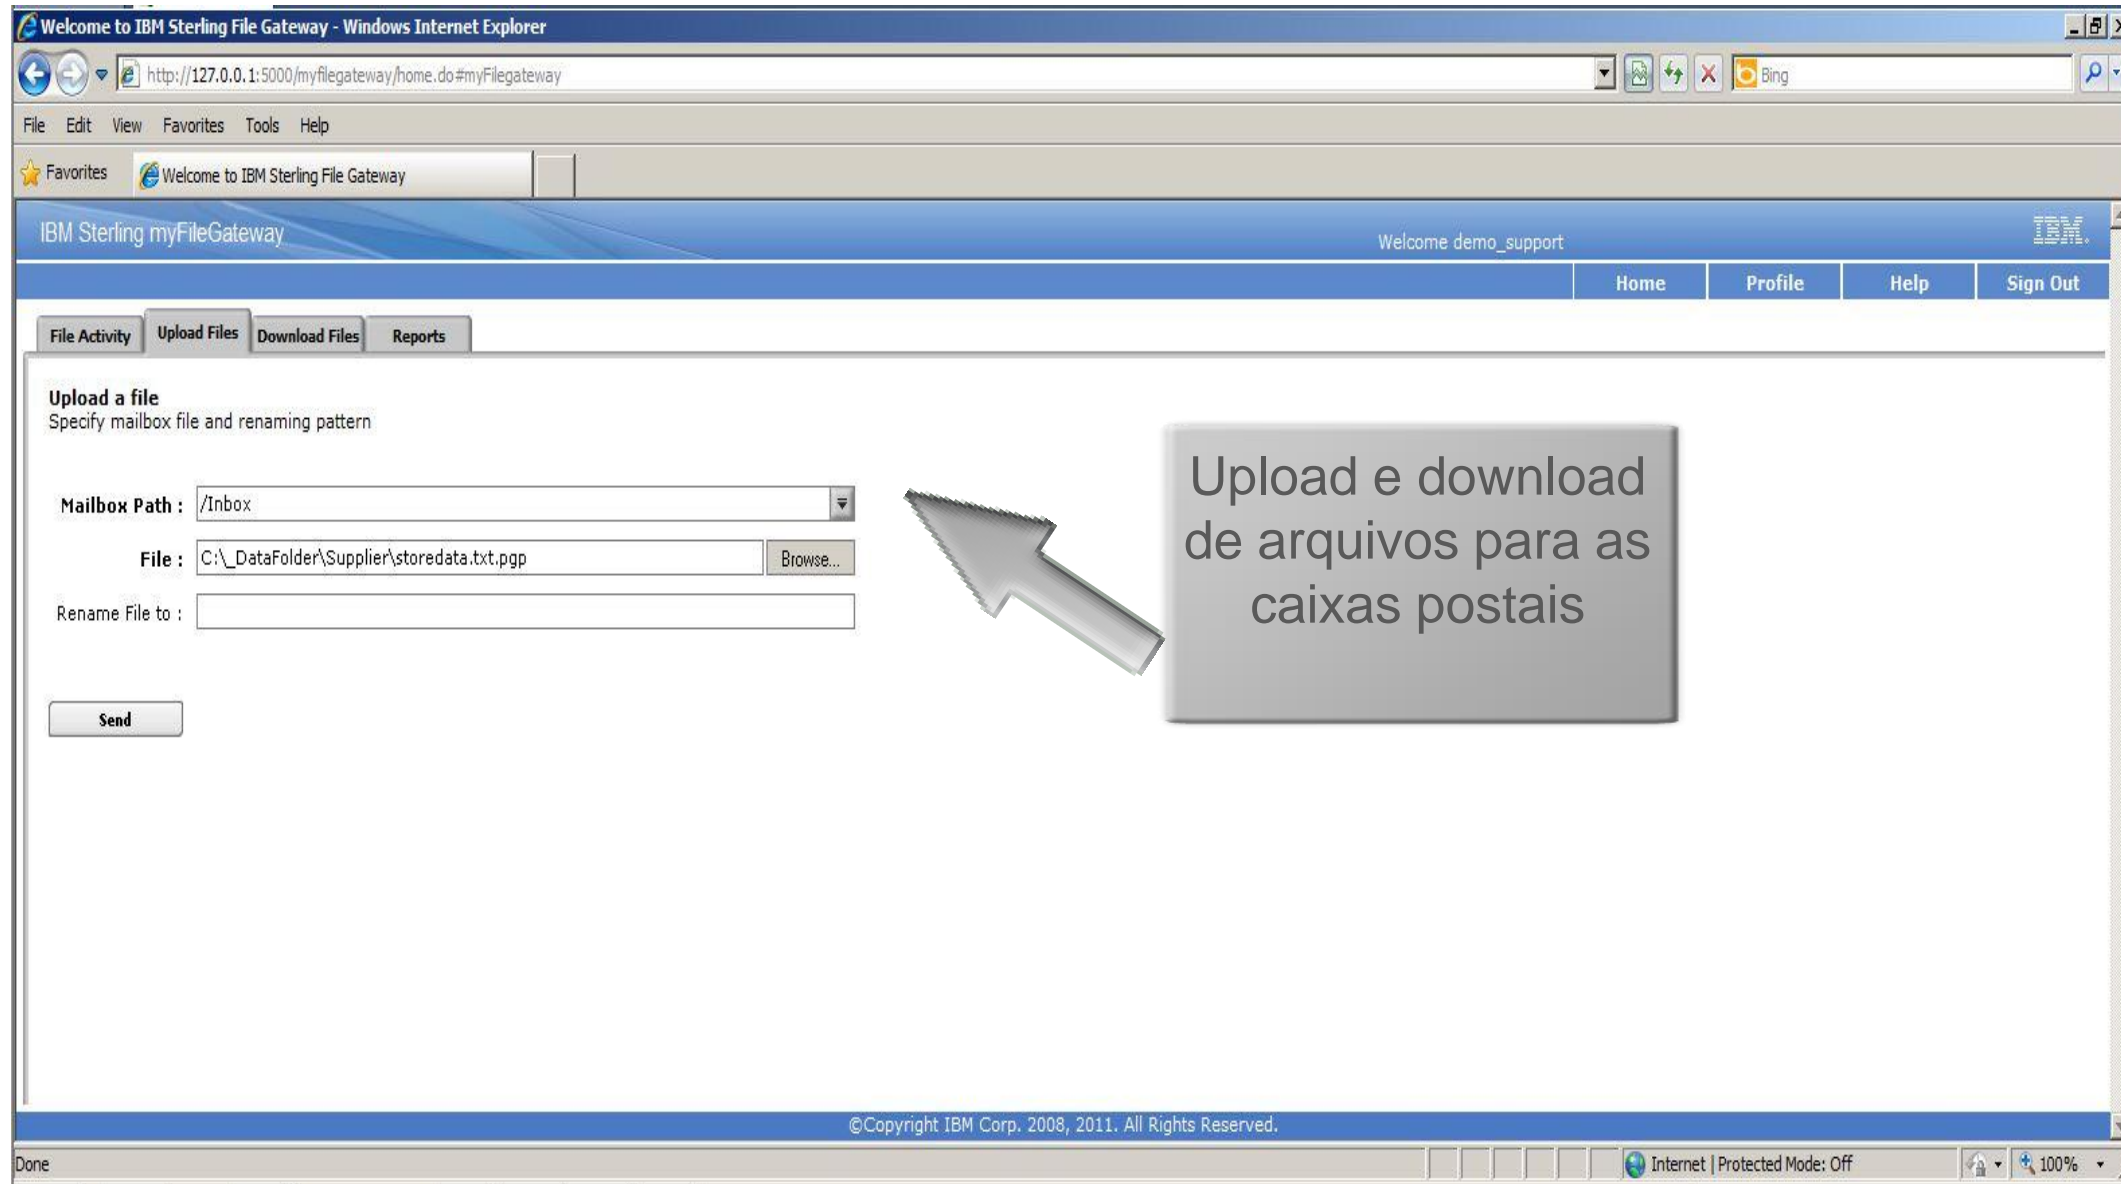 Welcome to IBM Sterling File Gateway - Windows Internet Explorer
http://127.0.0.1:5000/myfilegateway/home.do#myFilegateway
Bing
File Edit View Favorites Tools Help
Favorites Welcome to IBM Sterling File Gateway
IBM Sterling myFileGateway
Welcome demo_support
IBM.
Home Profile Help Sign Out
File Activity Upload Files Download Files Reports
Upload a file
Specify mailbox file and renaming pattern
Mailbox Path : /Inbox
File : C:\_DataFolder\Supplier\storedata.txt.pgp Browse...
Rename File to :
Send
Upload e download
de arquivos para as
caixas postais
©Copyright IBM Corp. 2008, 2011. All Rights Reserved.
Done Internet | Protected Mode: Off 100%